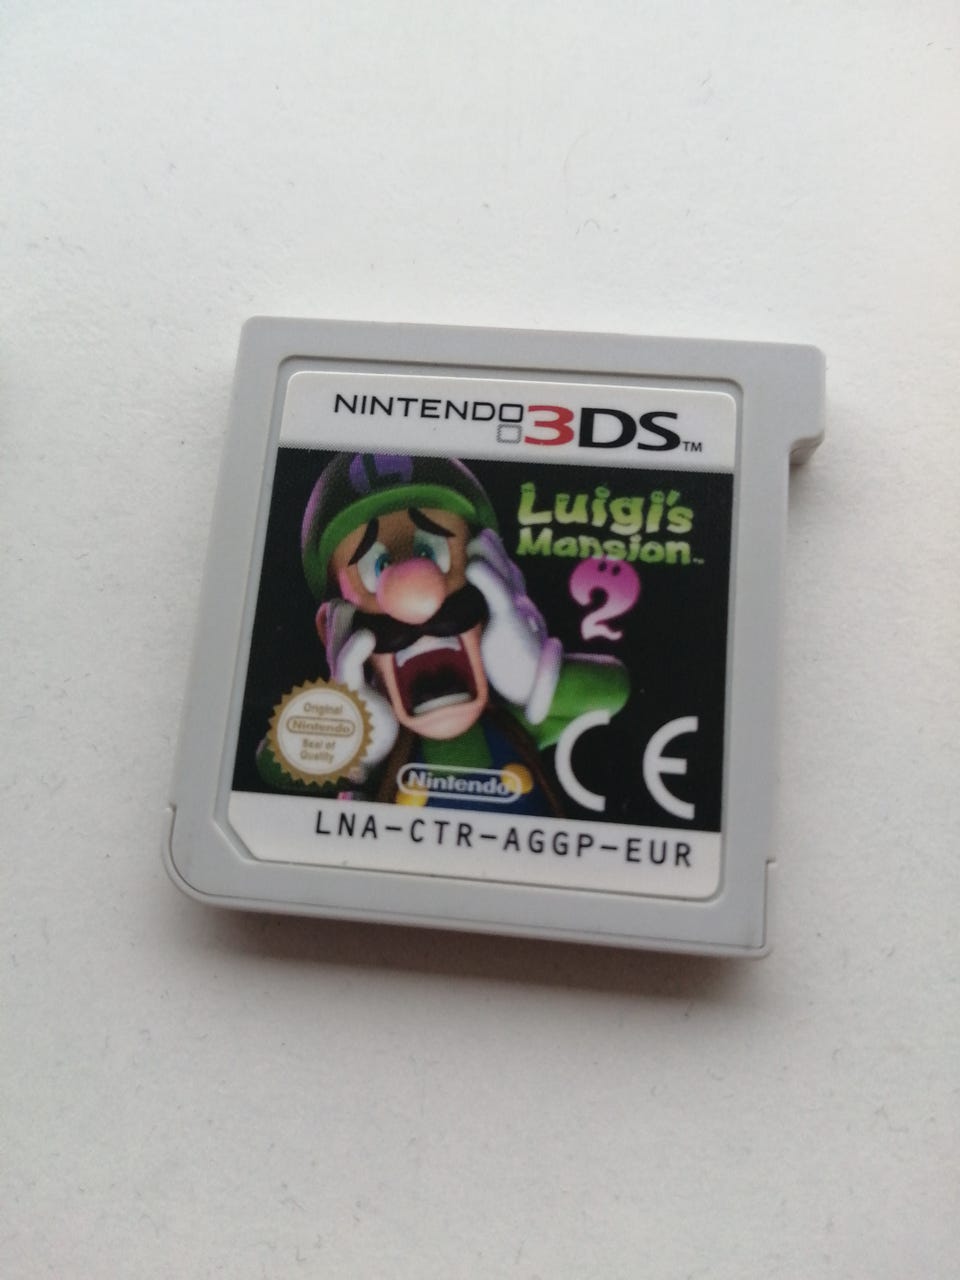 NINTENDO 3DS™
L
Luigi's
Mansion™
2
Original
Nintendo
Seal of
Quality
Nintendo
CE
LNA-CTR-AGGP-EUR